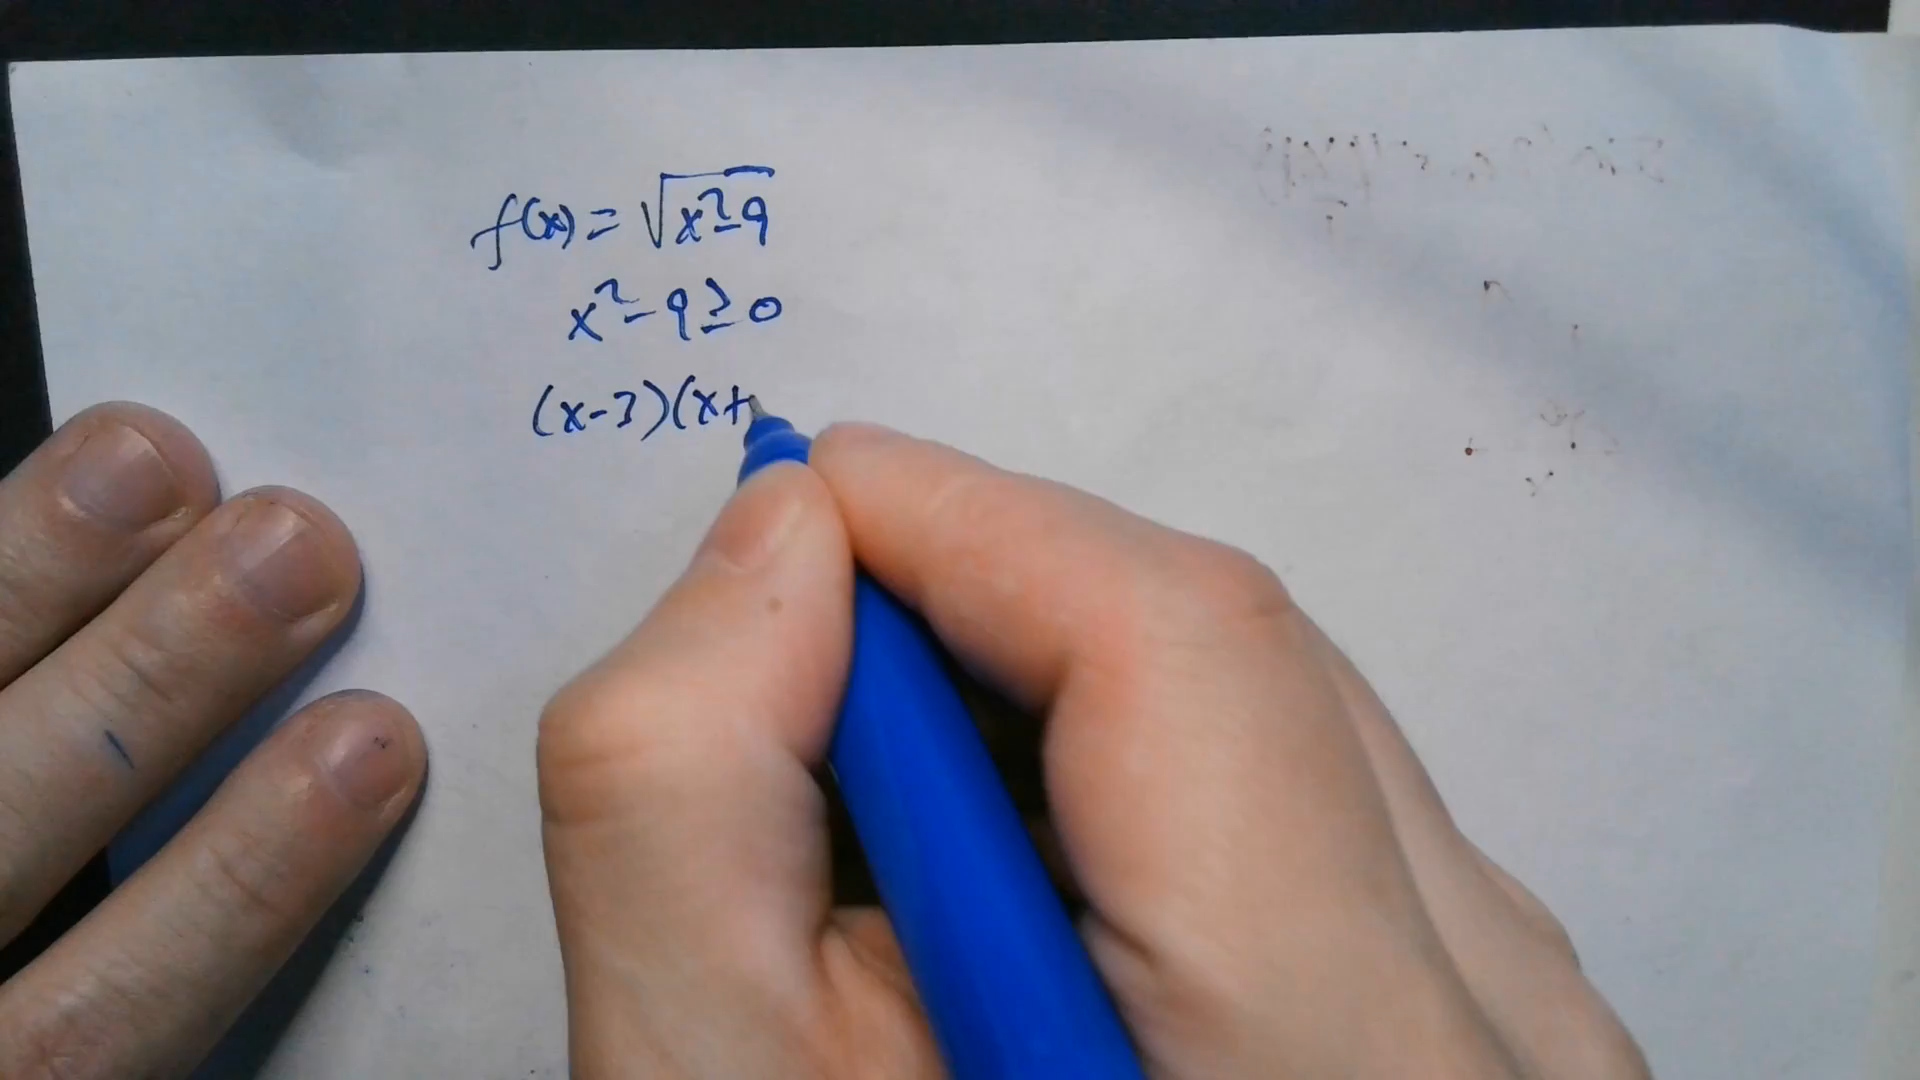 f(x) = √x²-9
x² - 9 ≥ 0
(x-3)(x+